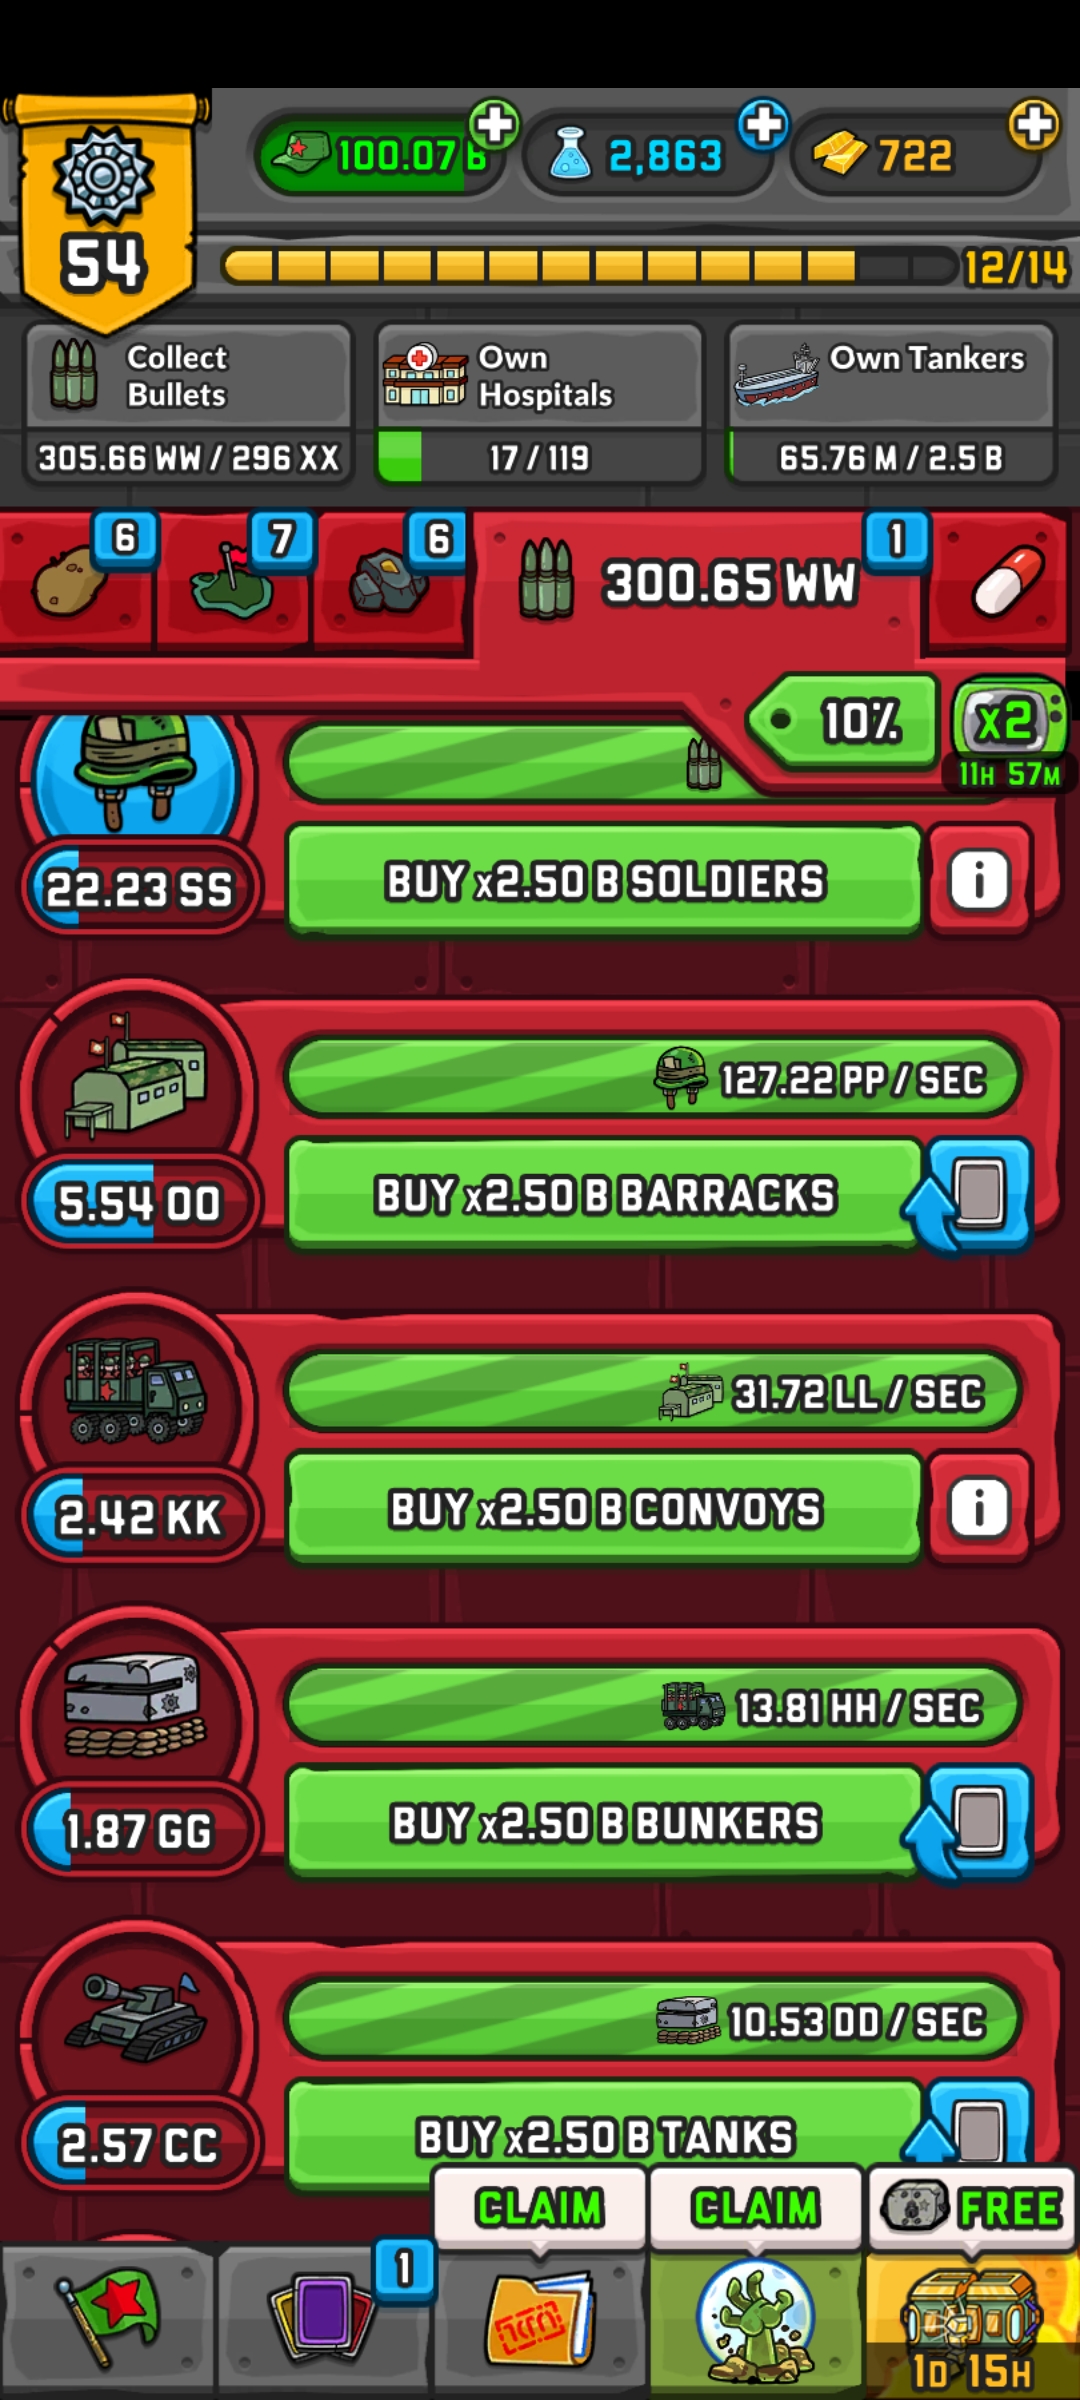 54
100.07 B
2,863
722
12/14
Collect
Bullets
305.66 WW / 296 XX
Own
Hospitals
17 / 119
Own Tankers
65.76 M / 2.5 B
6
7
6
300.65 WW
1
10%
x2
11H 57M
22.23 SS
BUY x2.50 B SOLDIERS
i
127.22 PP / SEC
5.54 OO
BUY x2.50 B BARRACKS
31.72 LL / SEC
2.42 KK
BUY x2.50 B CONVOYS
i
13.81 HH / SEC
1.87 GG
BUY x2.50 B BUNKERS
10.53 DD / SEC
2.57 CC
BUY x2.50 B TANKS
CLAIM
CLAIM
FREE
1
1D 15H